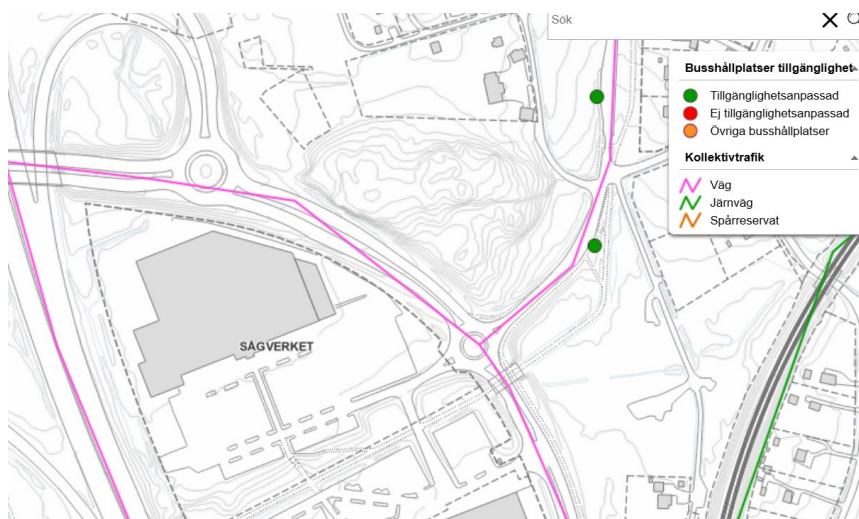 Sök
Busshållplatser tillgänglighet
Tillgänglighetsanpassad
Ej tillgänglighetsanpassad
Övriga busshållplatser
Kollektivtrafik
Väg
Järnväg
Spårreservat
SÅGVERKET